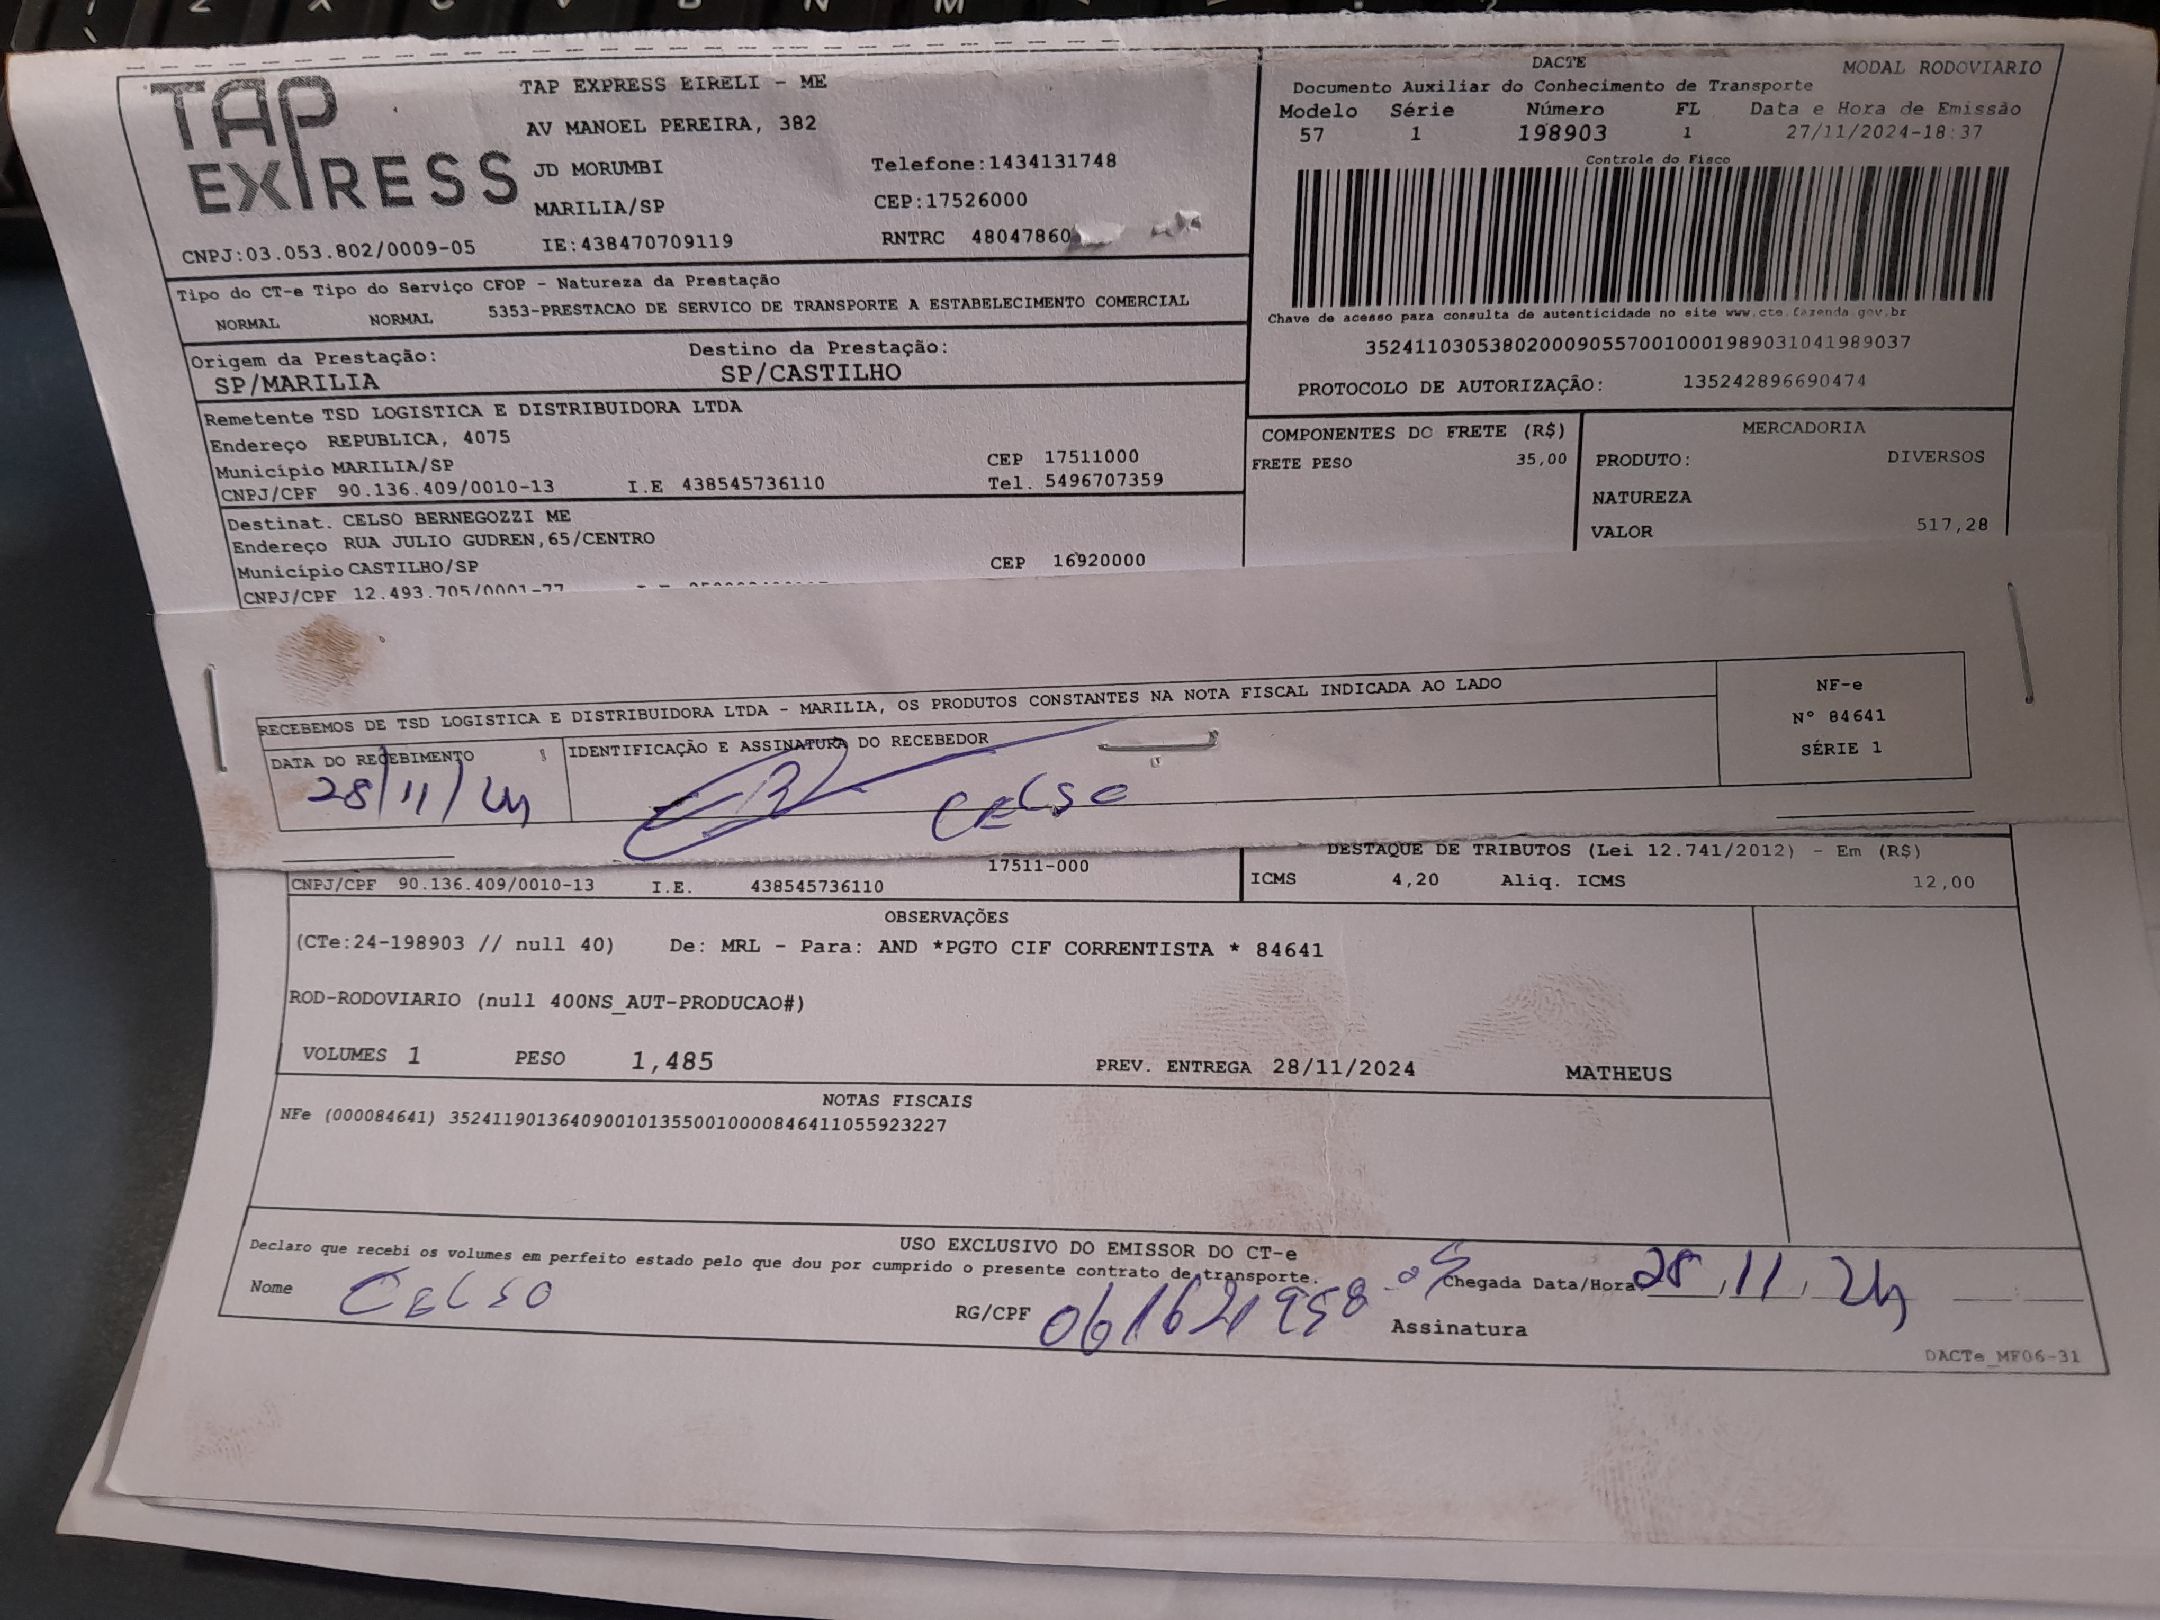 TAP EXPRESS
TAP EXPRESS EIRELI - ME
AV MANOEL PEREIRA, 382
JD MORUMBI
Telefone:1434131748
MARILIA/SP
CEP:17526000
CNPJ:03.053.802/0009-05
IE:438470709119
RNTRC 48047860
DACTE
MODAL RODOVIARIO
Documento Auxiliar do Conhecimento de Transporte
Modelo Série Número FL Data e Hora de Emissão
57 1 198903 1 27/11/2024-18:37
Controle do Fisco
Chave de acesso para consulta de autenticidade no site www.cte.fazenda.gov.br
35241103053802000905570010001989031041989037
PROTOCOLO DE AUTORIZAÇÃO: 135242896690474
Tipo do CT-e Tipo do Serviço CFOP - Natureza da Prestação
NORMAL NORMAL 5353-PRESTACAO DE SERVICO DE TRANSPORTE A ESTABELECIMENTO COMERCIAL
Origem da Prestação: Destino da Prestação:
SP/MARILIA SP/CASTILHO
Remetente TSD LOGISTICA E DISTRIBUIDORA LTDA
Endereço REPUBLICA, 4075
Município MARILIA/SP CEP 17511000
CNPJ/CPF 90.136.409/0010-13 I.E 438545736110 Tel. 5496707359
Destinat. CELSO BERNEGOZZI ME
Endereço RUA JULIO GUDREN,65/CENTRO
Município CASTILHO/SP CEP 16920000
CNPJ/CPF 12.493.705/0001-77
COMPONENTES DO FRETE (R$)
FRETE PESO 35,00
MERCADORIA
PRODUTO: DIVERSOS
NATUREZA
VALOR 517,28
RECEBEMOS DE TSD LOGISTICA E DISTRIBUIDORA LTDA - MARILIA, OS PRODUTOS CONSTANTES NA NOTA FISCAL INDICADA AO LADO
DATA DO RECEBIMENTO
IDENTIFICAÇÃO E ASSINATURA DO RECEBEDOR
28/11/24
CELSO
NF-e
Nº 84641
SÉRIE 1
17511-000
CNPJ/CPF 90.136.409/0010-13 I.E. 438545736110
DESTAQUE DE TRIBUTOS (Lei 12.741/2012) - Em (R$)
ICMS 4,20 Aliq. ICMS 12,00
OBSERVAÇÕES
(CTe:24-198903 // null 40) De: MRL - Para: AND *PGTO CIF CORRENTISTA * 84641
ROD-RODOVIARIO (null 400NS_AUT-PRODUCAO#)
VOLUMES 1 PESO 1,485 PREV. ENTREGA 28/11/2024 MATHEUS
NOTAS FISCAIS
NFe (000084641) 35241190136409001013550010000846411055923227
USO EXCLUSIVO DO EMISSOR DO CT-e
Declaro que recebi os volumes em perfeito estado pelo que dou por cumprido o presente contrato de transporte.
Nome CELSO
RG/CPF 061621958-05
Chegada Data/Hora 28,11,24
Assinatura
DACTe_MF06-31